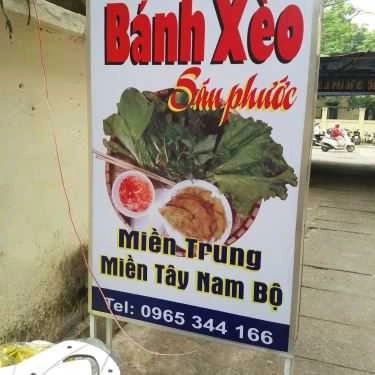 Bánh Xèo
Sáu phước
Miền Trung
Miền Tây Nam Bộ
Tel: 0965 344 166